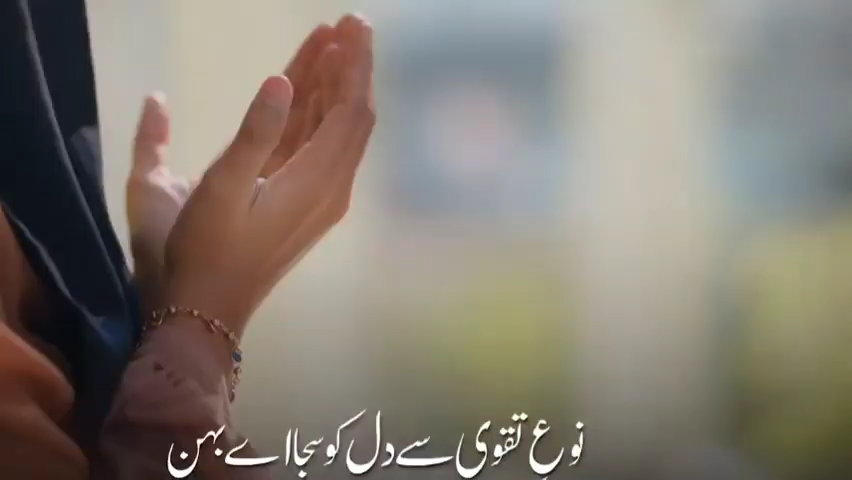 نوعِ تقوی سے دل کو سجا اے بہن